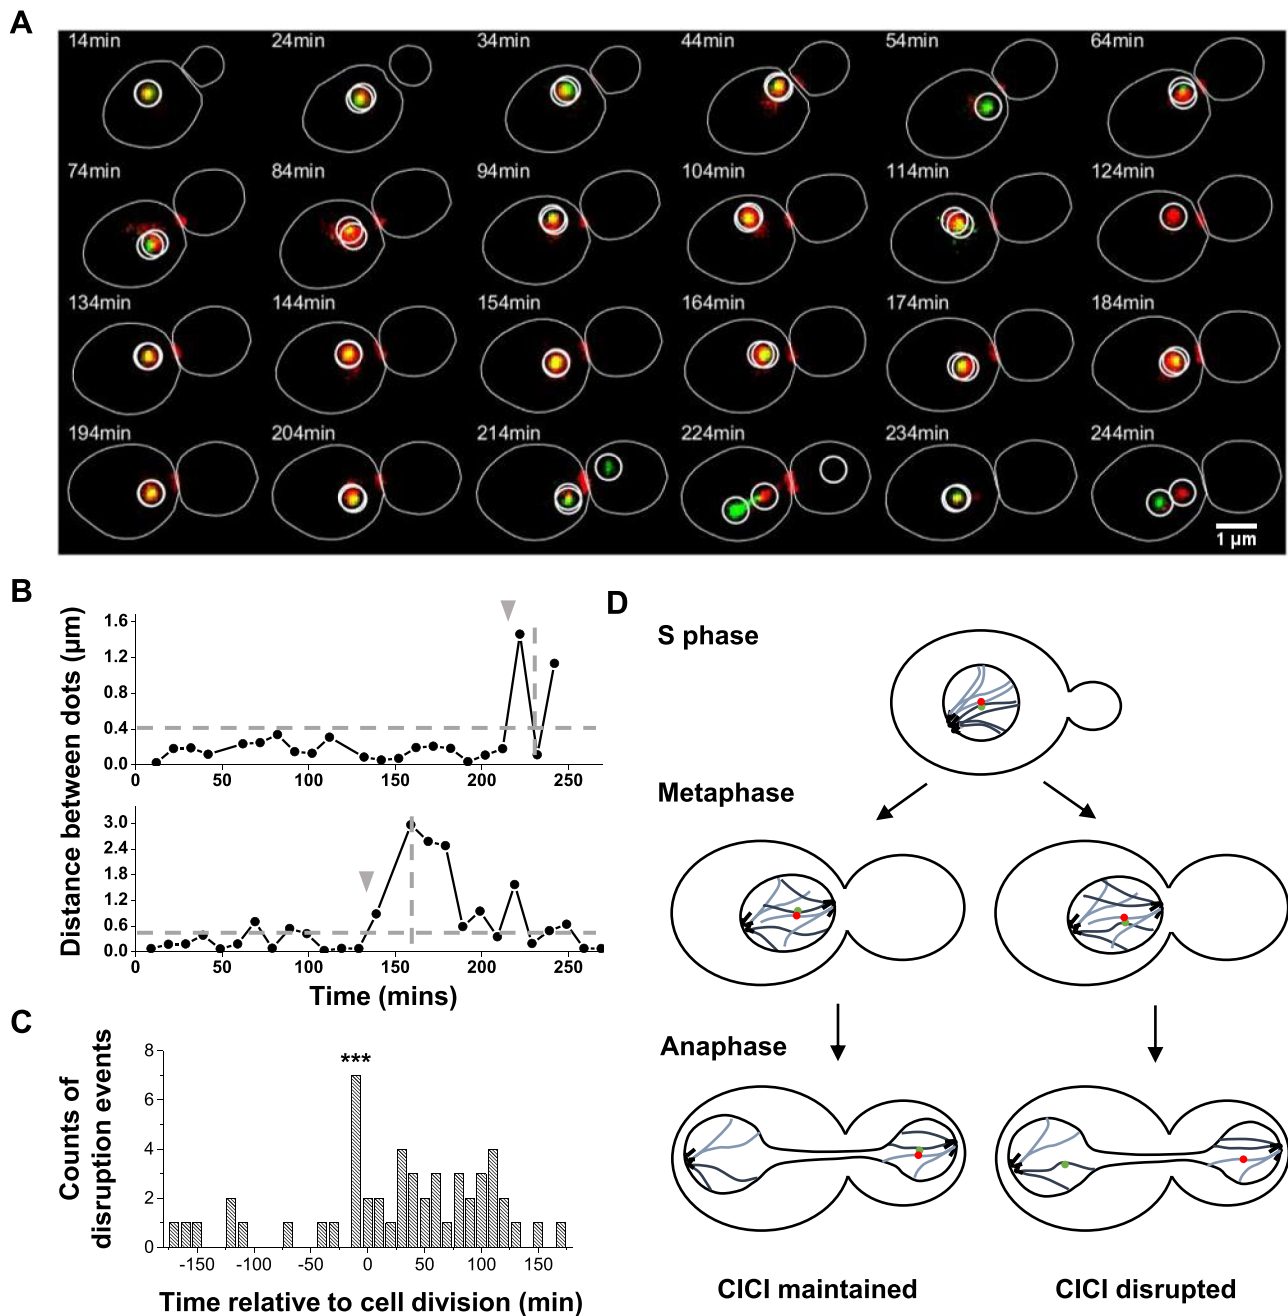 A
14min 24min 34min 44min 54min 64min
74min 84min 94min 104min 114min 124min
134min 144min 154min 164min 174min 184min
194min 204min 214min 224min 234min 244min
1 µm
B
Distance between dots (µm)
1.6
1.2
0.8
0.4
0.0
0 50 100 150 200 250
3.0
2.4
1.8
1.2
0.6
0.0
0 50 100 150 200 250
Time (mins)
C
Counts of
disruption events
8
6
4
2
0
***
-150 -100 -50 0 50 100 150
Time relative to cell division (min)
D
S phase
Metaphase
Anaphase
CICI maintained CICI disrupted